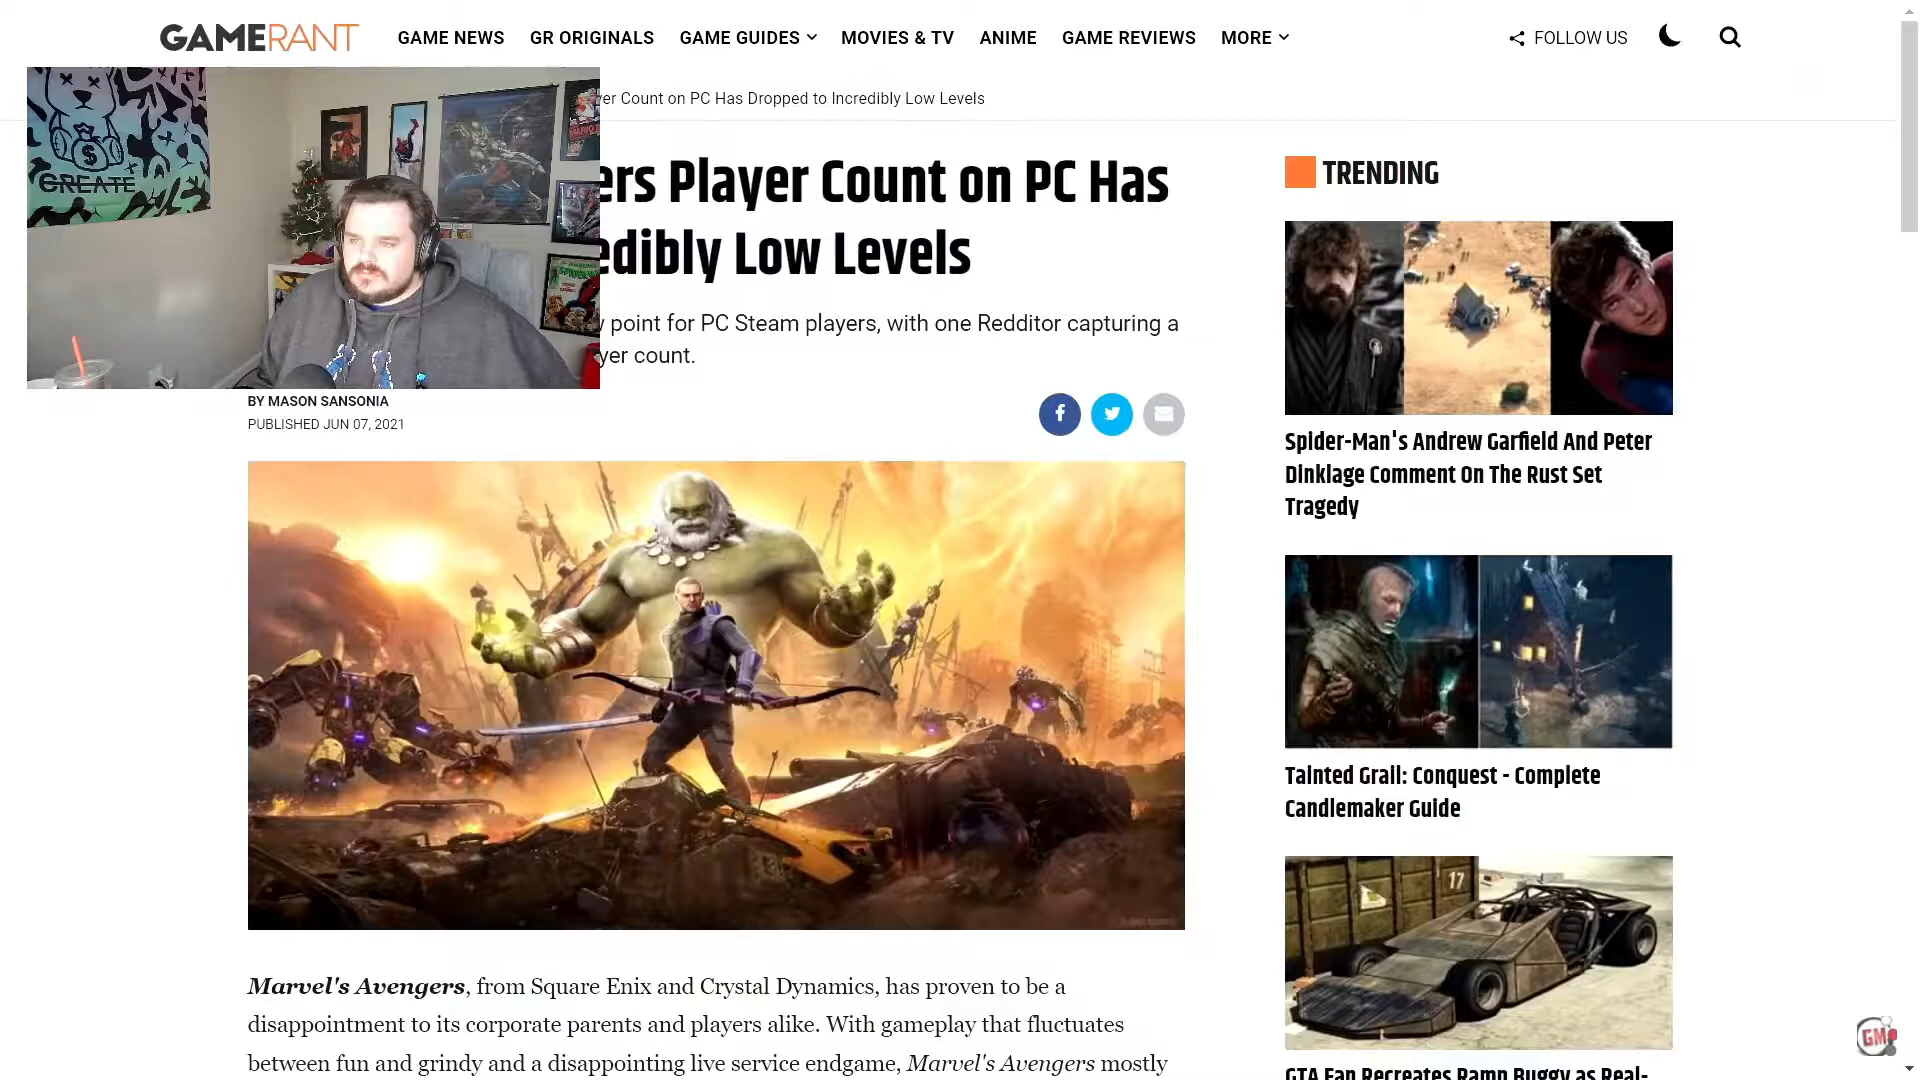 GAMERANT
GAME NEWS
GR ORIGINALS
GAME GUIDES
MOVIES & TV
ANIME
GAME REVIEWS
MORE
FOLLOW US
er Count on PC Has Dropped to Incredibly Low Levels
CREATE
ers Player Count on PC Has
edibly Low Levels
point for PC Steam players, with one Redditor capturing a
yer count.
BY MASON SANSONIA
PUBLISHED JUN 07, 2021
Marvel's Avengers, from Square Enix and Crystal Dynamics, has proven to be a
disappointment to its corporate parents and players alike. With gameplay that fluctuates
between fun and grindy and a disappointing live service endgame, Marvel's Avengers mostly
TRENDING
Spider-Man's Andrew Garfield And Peter
Dinklage Comment On The Rust Set
Tragedy
Tainted Grail: Conquest - Complete
Candlemaker Guide
17
GTA Fan Recreates Ramp Buggy as Real-
GM